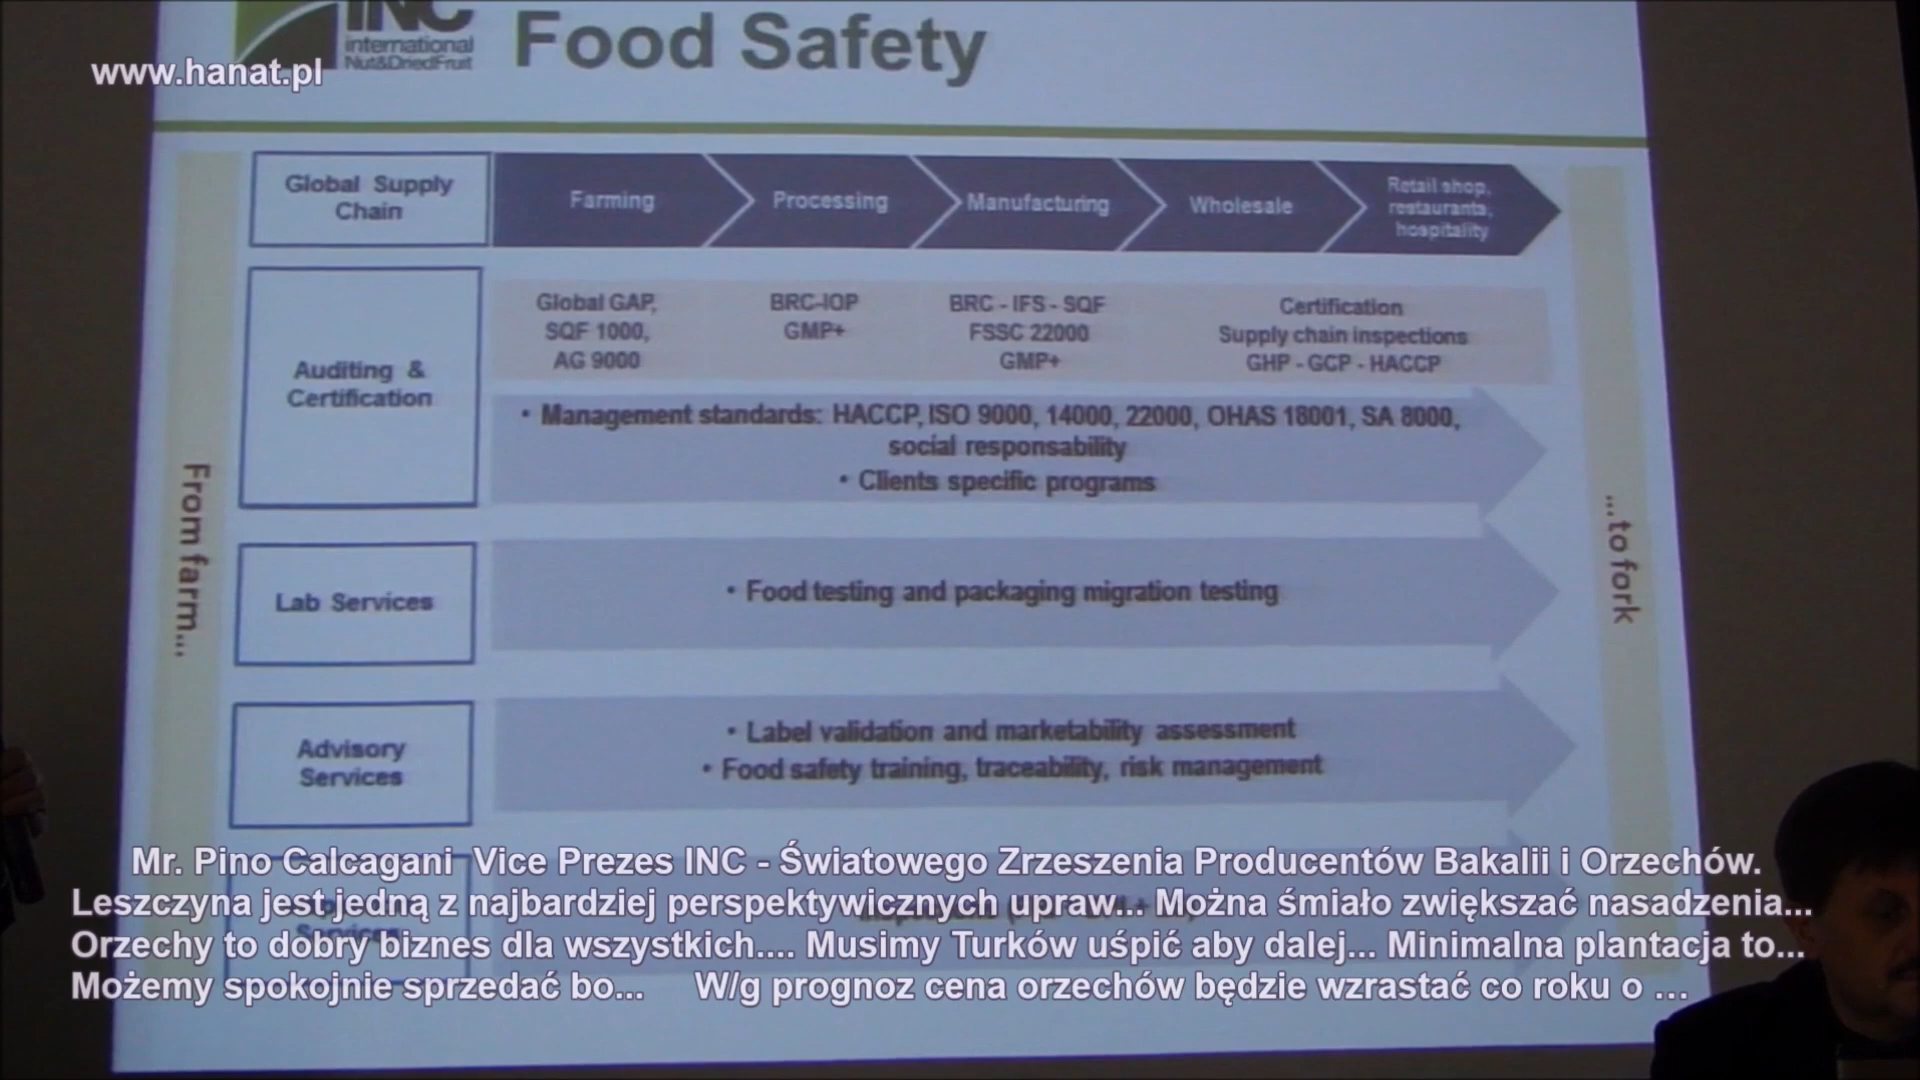 INC
international
Nut&DriedFruit
Food Safety
www.hanat.pl
Global Supply
Chain
Farming
Processing
Manufacturing
Wholesale
Retail shop,
restaurants,
hospitality
Auditing &
Certification
Global GAP,
SQF 1000,
AG 9000
BRC-IOP
GMP+
BRC - IFS - SQF
FSSC 22000
GMP+
Certification
Supply chain inspections
GHP - GCP - HACCP
• Management standards: HACCP, ISO 9000, 14000, 22000, OHAS 18001, SA 8000,
social responsability
• Clients specific programs
From farm...
...to fork
Lab Services
• Food testing and packaging migration testing
Advisory
Services
• Label validation and marketability assessment
• Food safety training, traceability, risk management
Services
Mr. Pino Calcagani Vice Prezes INC - Światowego Zrzeszenia Producentów Bakalii i Orzechów.
Leszczyna jest jedną z najbardziej perspektywicznych upraw... Można śmiało zwiększać nasadzenia...
Orzechy to dobry biznes dla wszystkich.... Musimy Turków uśpić aby dalej... Minimalna plantacja to...
Możemy spokojnie sprzedać bo... W/g prognoz cena orzechów będzie wzrastać co roku o ...